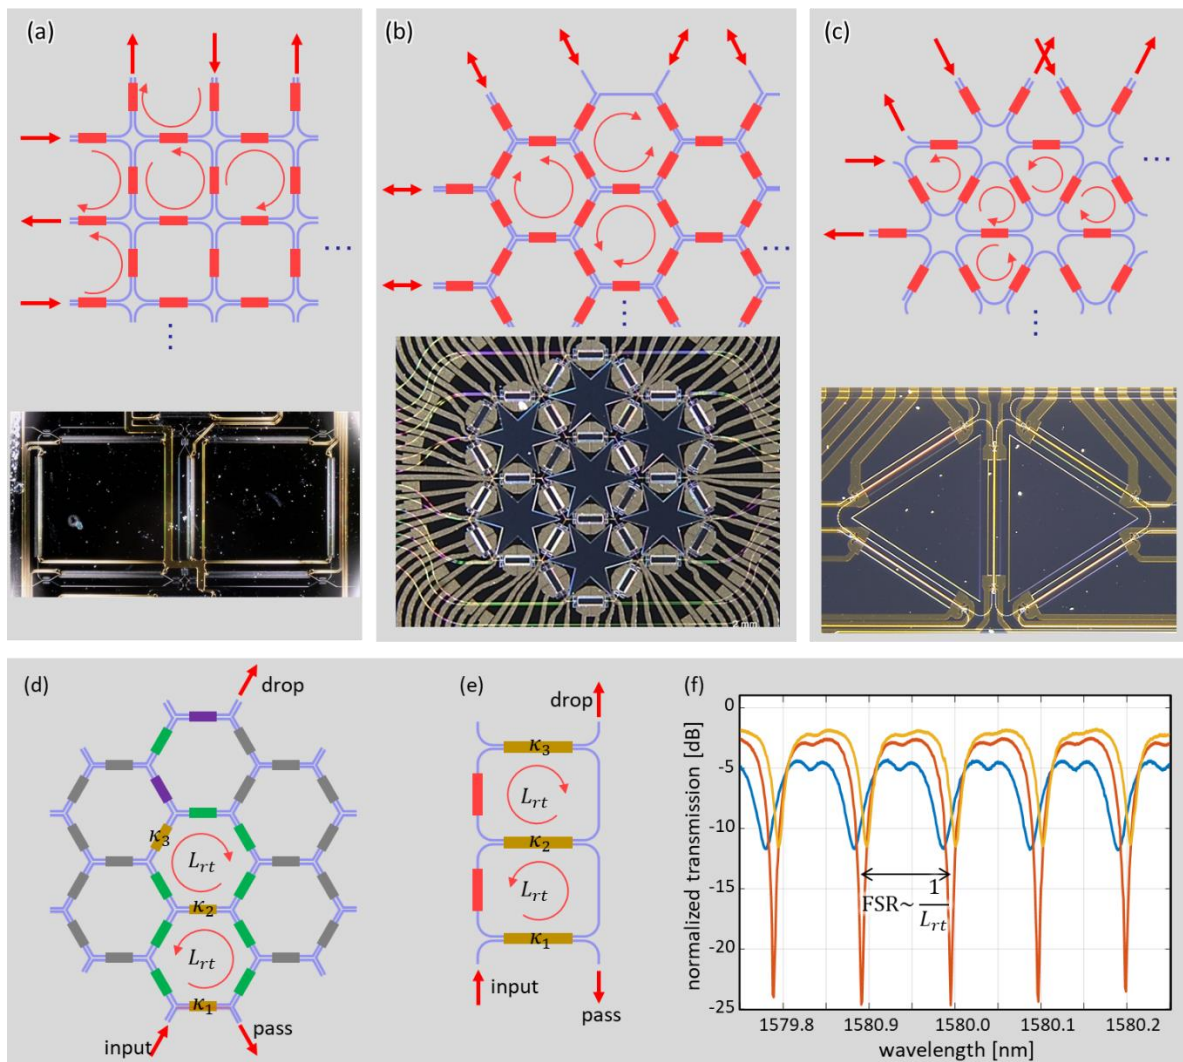 (a)
(b)
(c)
2 mm
(d)
drop
κ3
Lrt
κ2
Lrt
κ1
input
pass
(e)
drop
κ3
Lrt
κ2
Lrt
κ1
input
pass
(f)
normalized transmission [dB]
0
-5
-10
-15
-20
-25
FSR~ 1/Lrt
1579.8
1580.9
1580.0
1580.1
1580.2
wavelength [nm]